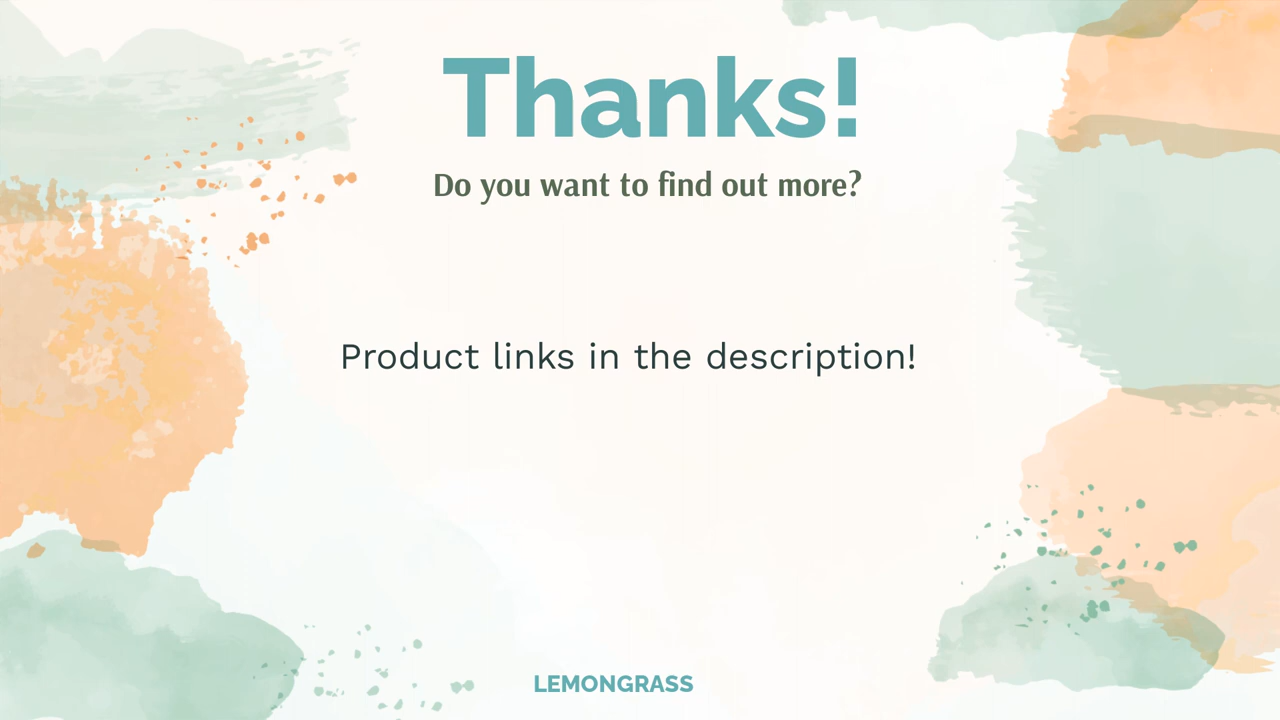 Thanks!
Do you want to find out more?
Product links in the description!
LEMONGRASS